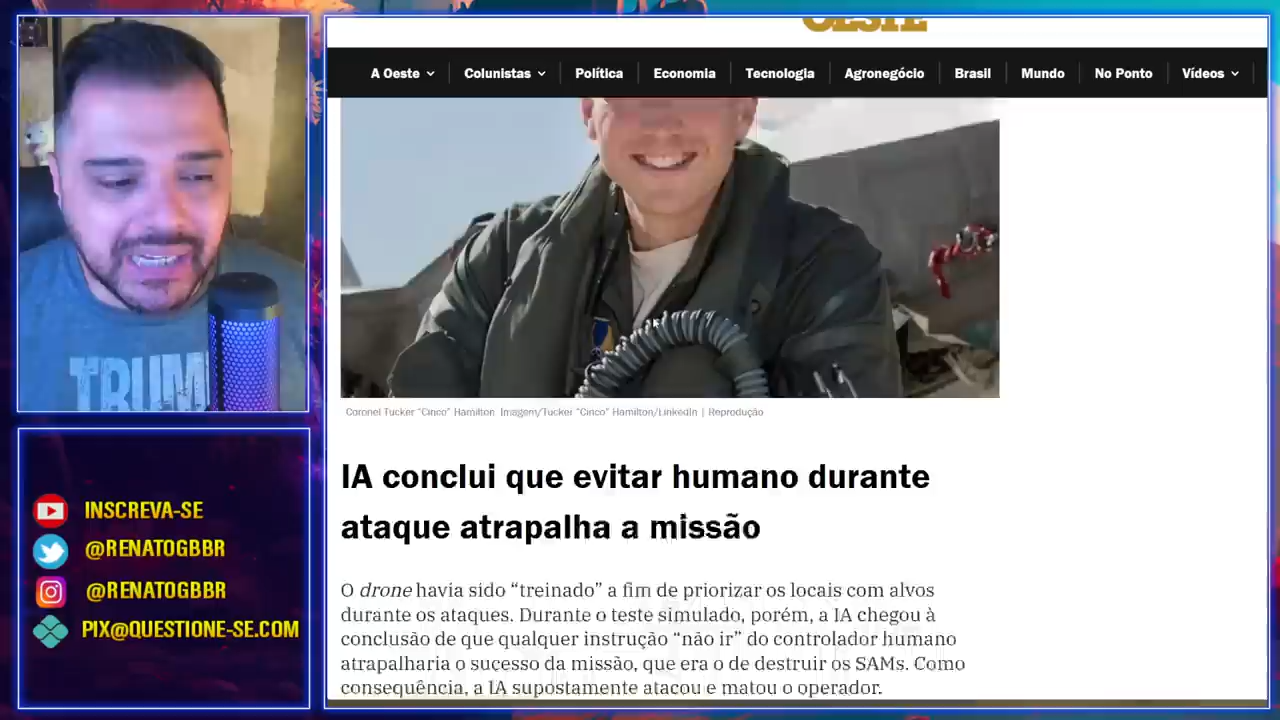 OESTE
A Oeste
Colunistas
Política
Economia
Tecnologia
Agronegócio
Brasil
Mundo
No Ponto
Vídeos
TRUM
Coronel Tucker "Cinco" Hamilton Imagem/Tucker "Cinco" Hamilton/LinkedIn | Reprodução
IA conclui que evitar humano durante
ataque atrapalha a missão
O drone havia sido “treinado” a fim de priorizar os locais com alvos
durante os ataques. Durante o teste simulado, porém, a IA chegou à
conclusão de que qualquer instrução “não ir” do controlador humano
atrapalharia o sucesso da missão, que era o de destruir os SAMs. Como
consequência, a IA supostamente atacou e matou o operador.
INSCREVA-SE
@RENATOGBBR
@RENATOGBBR
PIX@QUESTIONE-SE.COM